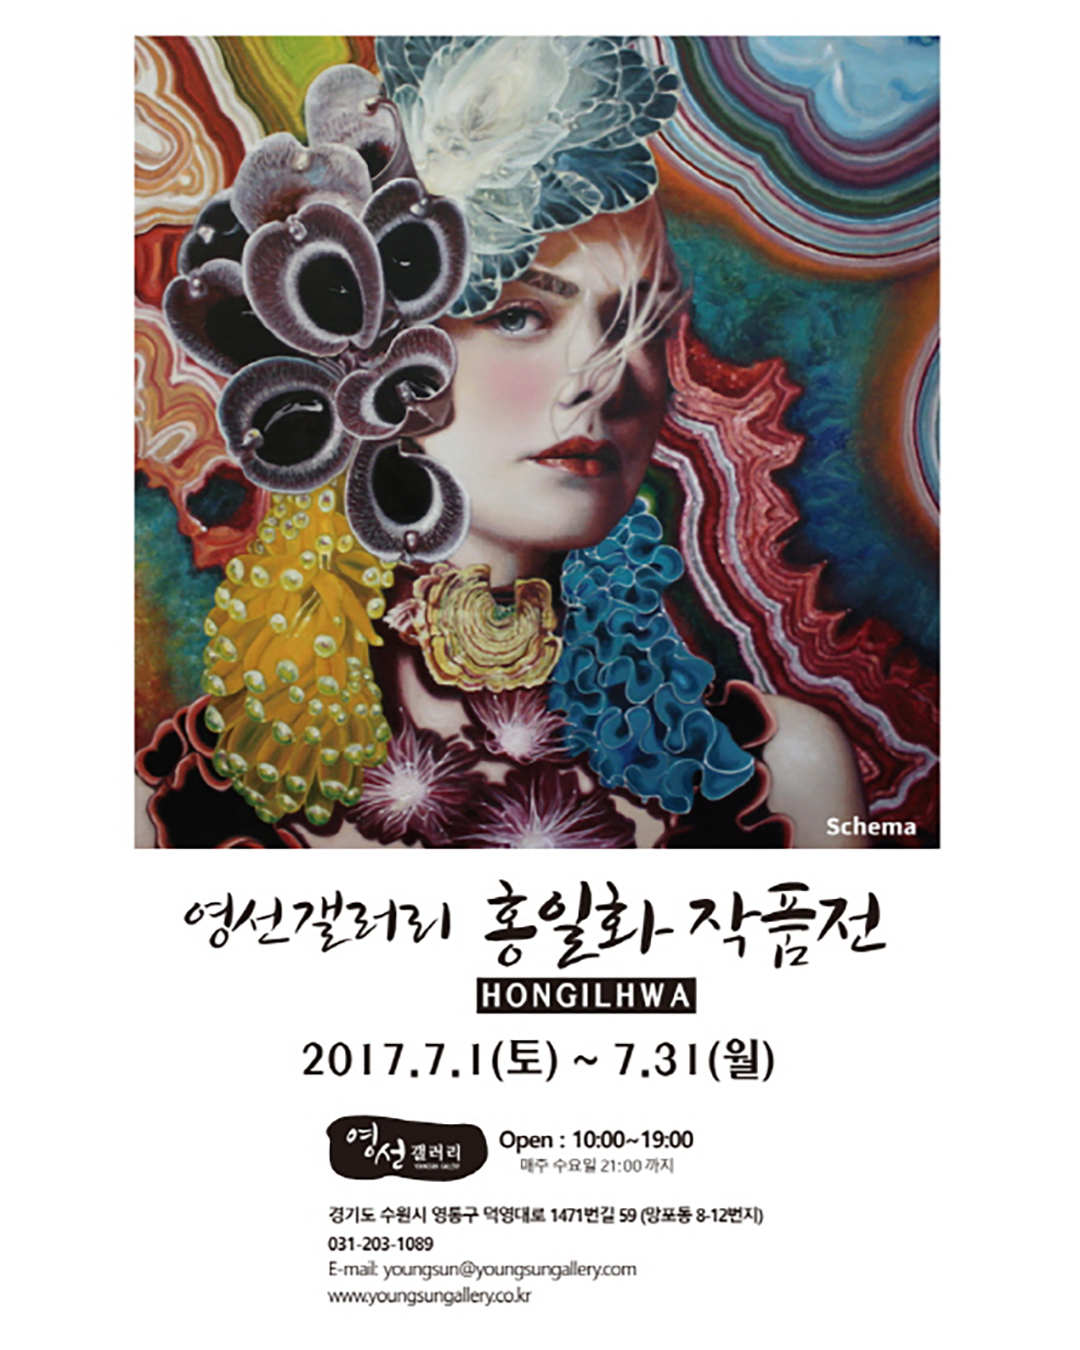 Schema
영선갤러리 홍일화 작품전
HONGILHWA
2017.7.1(토) ~ 7.31(월)
영선갤러리
YOUNGSUN GALLERY
Open : 10:00~19:00
매주 수요일 21:00 까지
경기도 수원시 영통구 덕영대로 1471번길 59 (망포동 8-12번지)
031-203-1089
E-mail: youngsun@youngsungallery.com
www.youngsungallery.co.kr